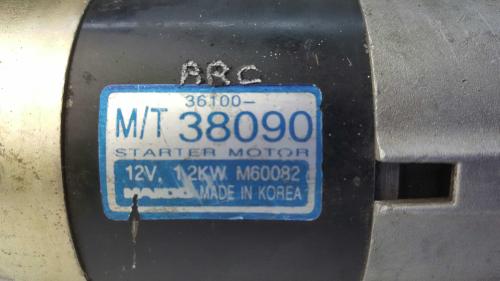 ARC
36100-
M/T 38090
STARTER MOTOR
12V, 1.2KW M60082
MANDO MADE IN KOREA